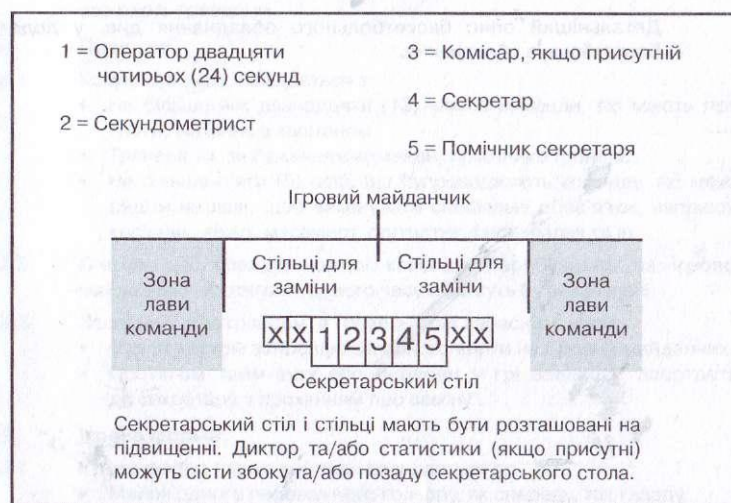 1 = Оператор двадцяти
чотирьох (24) секунд
2 = Секундометрист
3 = Комісар, якщо присутній
4 = Секретар
5 = Помічник секретаря
Ігровий майданчик
Зона
лави
команди
Стільці для
заміни
Стільці для
заміни
Зона
лави
команди
X X 1 2 3 4 5 X X
Секретарський стіл
Секретарський стіл і стільці мають бути розташовані на
підвищенні. Диктор та/або статистики (якщо присутні)
можуть сісти збоку та/або позаду секретарського стола.